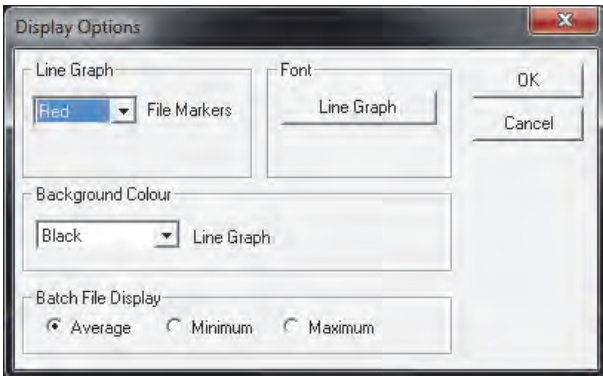 Display Options
Line Graph
Red File Markers
Font
Line Graph
OK
Cancel
Background Colour
Black Line Graph
Batch File Display
Average Minimum Maximum